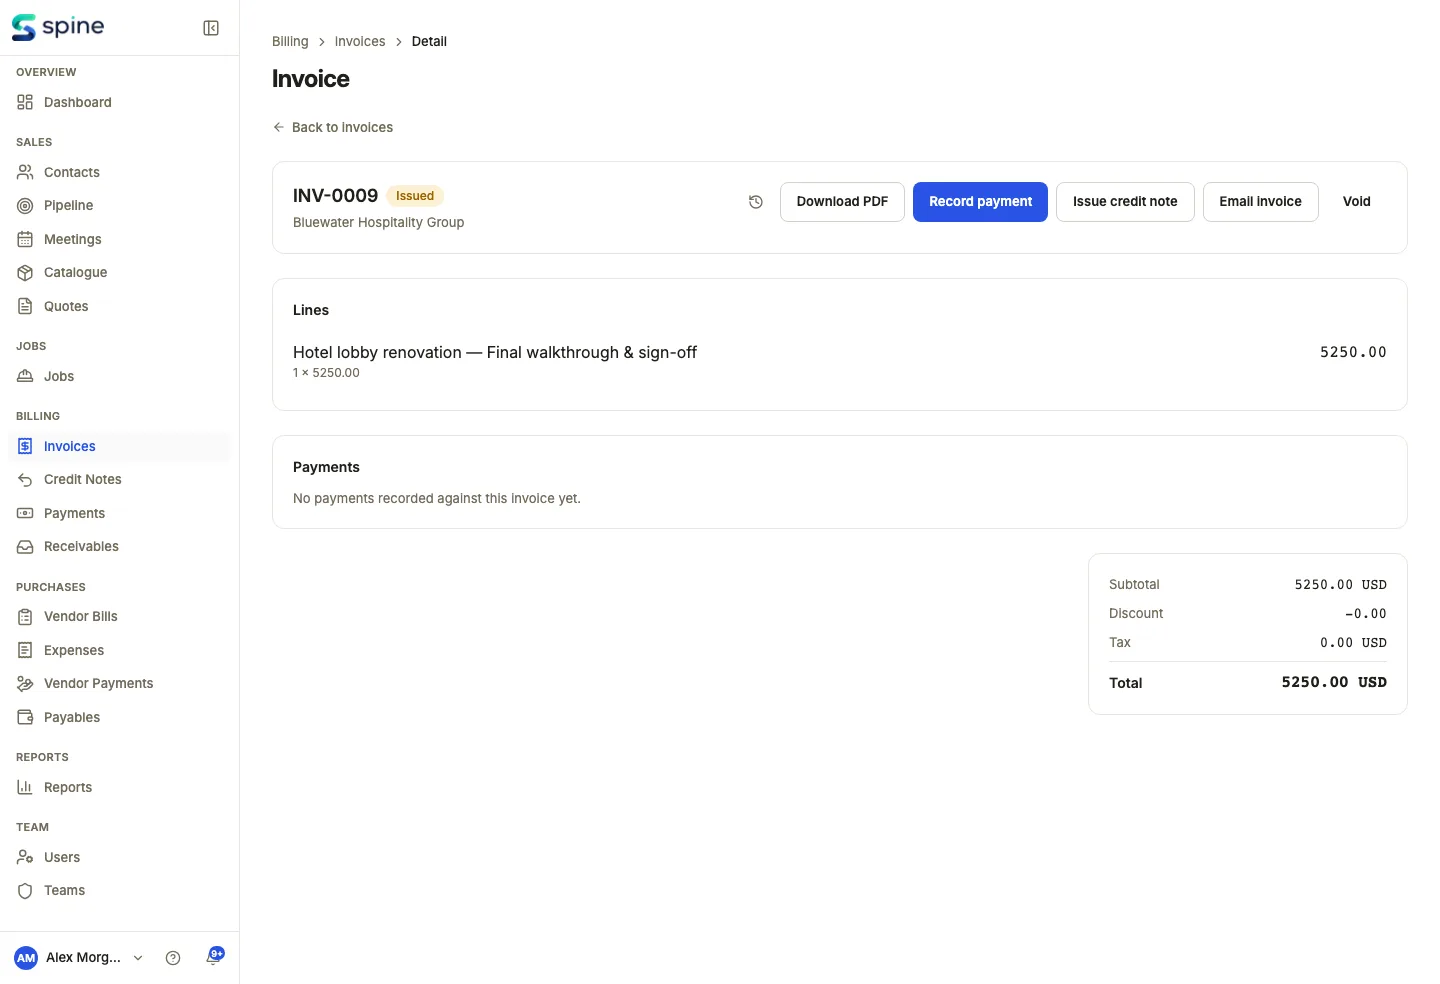 spine
OVERVIEW
Dashboard
SALES
Contacts
Pipeline
Meetings
Catalogue
Quotes
JOBS
Jobs
BILLING
Invoices
Credit Notes
Payments
Receivables
PURCHASES
Vendor Bills
Expenses
Vendor Payments
Payables
REPORTS
Reports
TEAM
Users
Teams
AM Alex Morg... 9+
Billing > Invoices > Detail
Invoice
← Back to invoices
INV-0009 Issued
Bluewater Hospitality Group
Download PDF Record payment Issue credit note Email invoice Void
Lines
Hotel lobby renovation — Final walkthrough & sign-off 5250.00
1 × 5250.00
Payments
No payments recorded against this invoice yet.
Subtotal 5250.00 USD
Discount −0.00
Tax 0.00 USD
Total 5250.00 USD